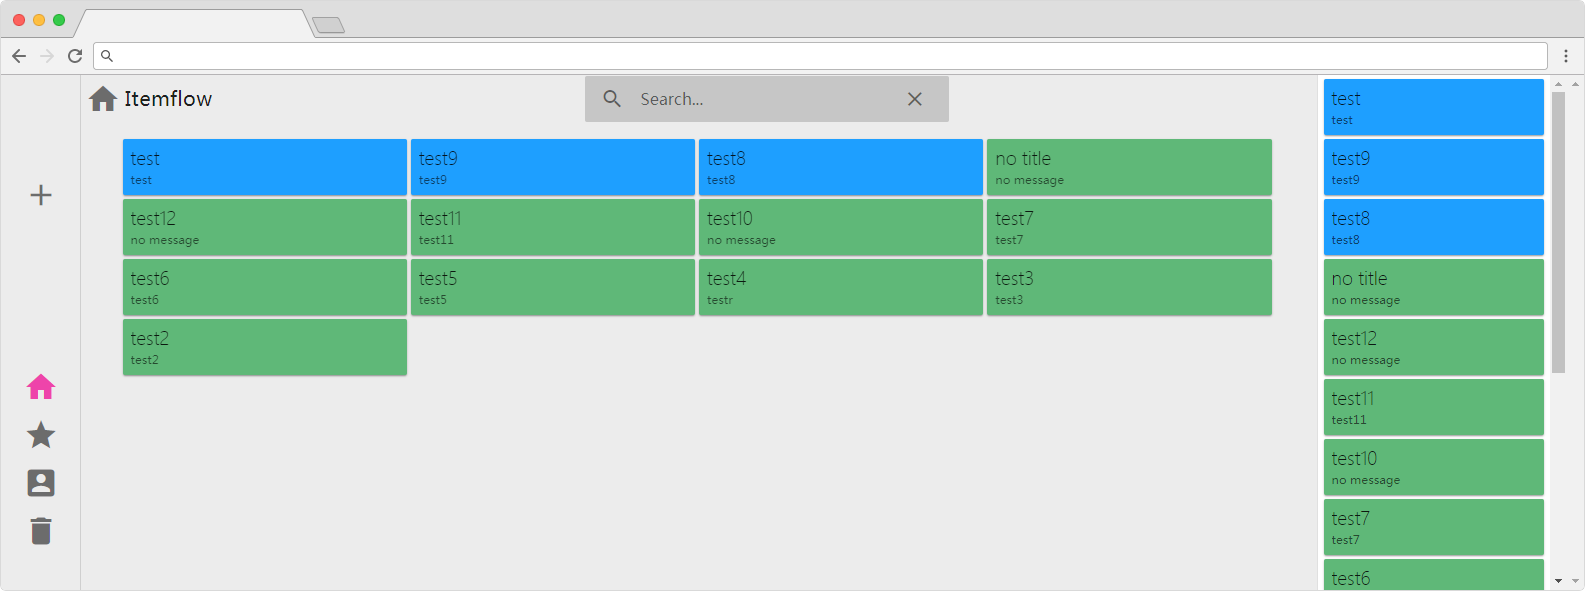 Itemflow
Search...
test
test
test9
test9
test8
test8
no title
no message
test12
no message
test11
test11
test10
no message
test7
test7
test6
test6
test5
test5
test4
testr
test3
test3
test2
test2
test
test
test9
test9
test8
test8
no title
no message
test12
no message
test11
test11
test10
no message
test7
test7
test6